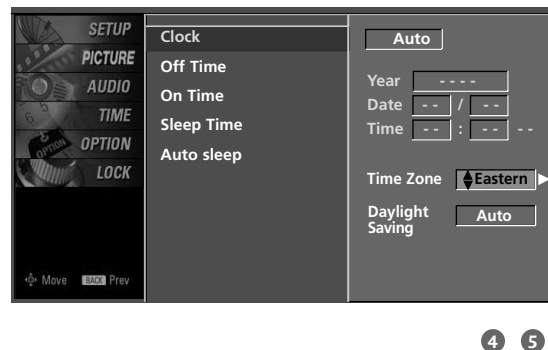 SETUP
PICTURE
AUDIO
TIME
OPTION
LOCK
Move BACK Prev
Clock
Off Time
On Time
Sleep Time
Auto sleep
Auto
Year - - - -
Date - - / - -
Time - - : - - - -
Time Zone Eastern
Daylight
Saving Auto
4 5